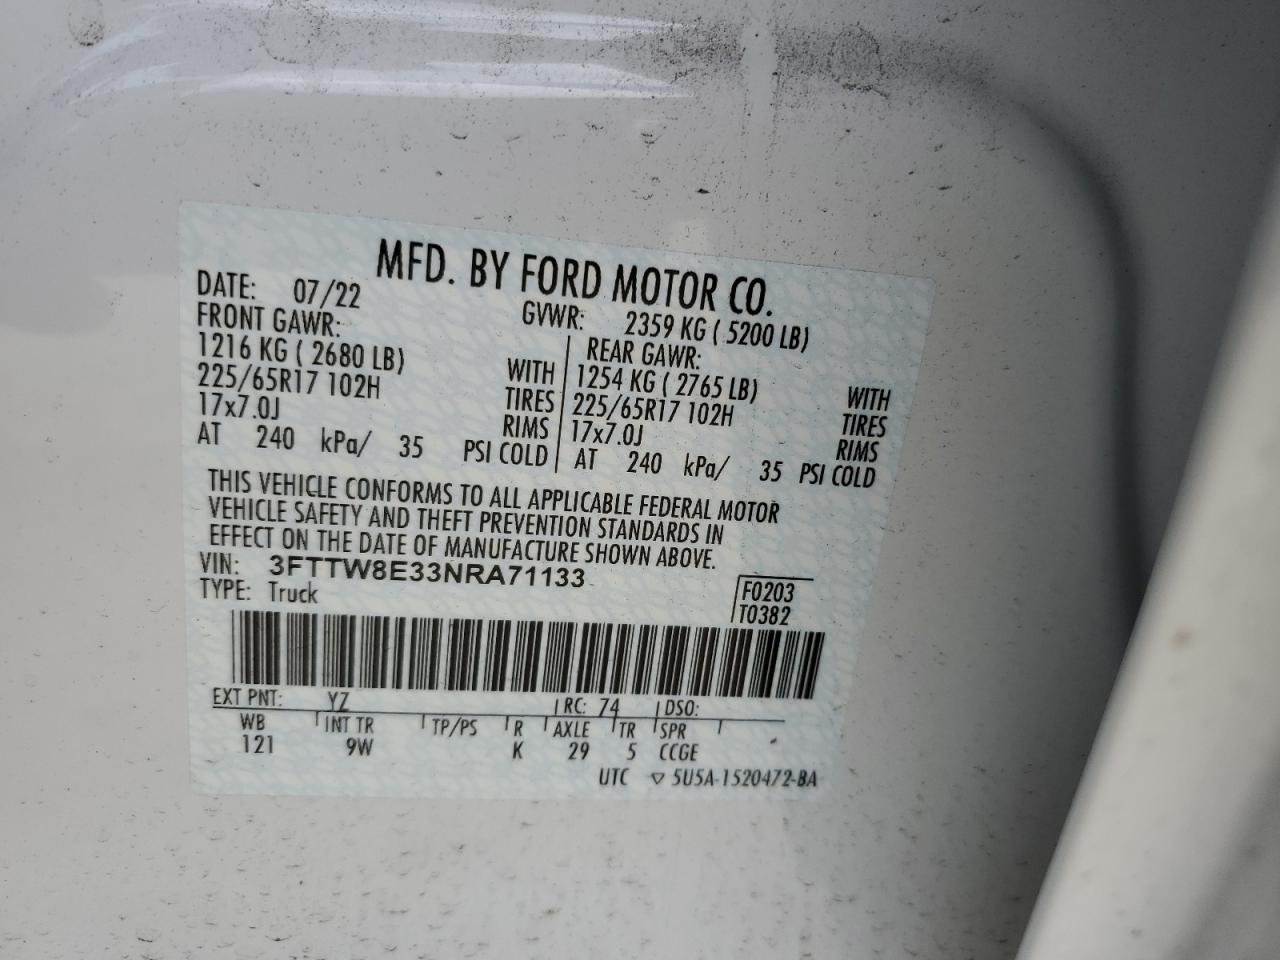 MFD. BY FORD MOTOR CO.
DATE: 07/22 GVWR: 2359 KG ( 5200 LB)
FRONT GAWR: REAR GAWR:
1216 KG ( 2680 LB) WITH 1254 KG ( 2765 LB) WITH
225/65R17 102H TIRES 225/65R17 102H TIRES
17x7.0J RIMS 17x7.0J RIMS
AT 240 kPa/ 35 PSI COLD AT 240 kPa/ 35 PSI COLD
THIS VEHICLE CONFORMS TO ALL APPLICABLE FEDERAL MOTOR
VEHICLE SAFETY AND THEFT PREVENTION STANDARDS IN
EFFECT ON THE DATE OF MANUFACTURE SHOWN ABOVE.
VIN: 3FTTW8E33NRA71133
TYPE: Truck
F0203
T0382
EXT PNT: YZ RC: 74 DSO:
WB INT TR TP/PS R AXLE TR SPR
121 9W K 29 5 CCGE
UTC ▽ 5U5A-1520472-BA